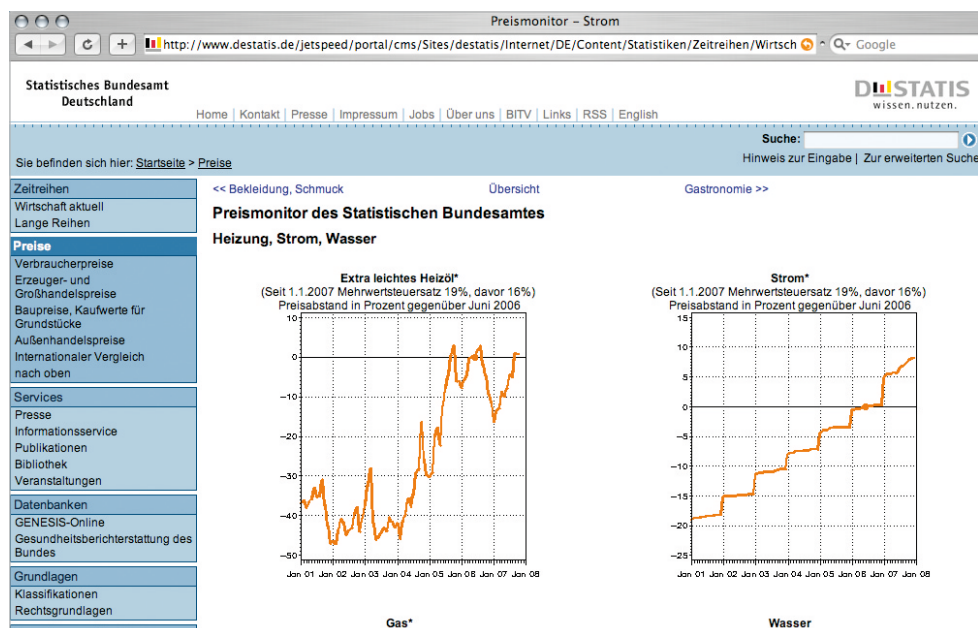 Preismonitor – Strom
http://www.destatis.de/jetspeed/portal/cms/Sites/destatis/Internet/DE/Content/Statistiken/Zeitreihen/Wirtsch
Google
Statistisches Bundesamt
Deutschland
DESTATIS
wissen.nutzen.
Home | Kontakt | Presse | Impressum | Jobs | Über uns | BITV | Links | RSS | English
Suche:
Hinweis zur Eingabe | Zur erweiterten Suche
Sie befinden sich hier: Startseite > Preise
Zeitreihen
Wirtschaft aktuell
Lange Reihen
Preise
Verbraucherpreise
Erzeuger- und
Großhandelspreise
Baupreise, Kaufwerte für
Grundstücke
Außenhandelspreise
Internationaler Vergleich
nach oben
Services
Presse
Informationsservice
Publikationen
Bibliothek
Veranstaltungen
Datenbanken
GENESIS-Online
Gesundheitsberichterstattung des
Bundes
Grundlagen
Klassifikationen
Rechtsgrundlagen
<< Bekleidung, Schmuck Übersicht Gastronomie >>
Preismonitor des Statistischen Bundesamtes
Heizung, Strom, Wasser
Extra leichtes Heizöl*
(Seit 1.1.2007 Mehrwertsteuersatz 19%, davor 16%)
Preisabstand in Prozent gegenüber Juni 2006
10
0
-10
-20
-30
-40
-50
Jan 01 Jan 02 Jan 03 Jan 04 Jan 05 Jan 06 Jan 07 Jan 08
Strom*
(Seit 1.1.2007 Mehrwertsteuersatz 19%, davor 16%)
Preisabstand in Prozent gegenüber Juni 2006
15
10
5
0
-5
-10
-15
-20
-25
Jan 01 Jan 02 Jan 03 Jan 04 Jan 05 Jan 06 Jan 07 Jan 08
Gas*
Wasser